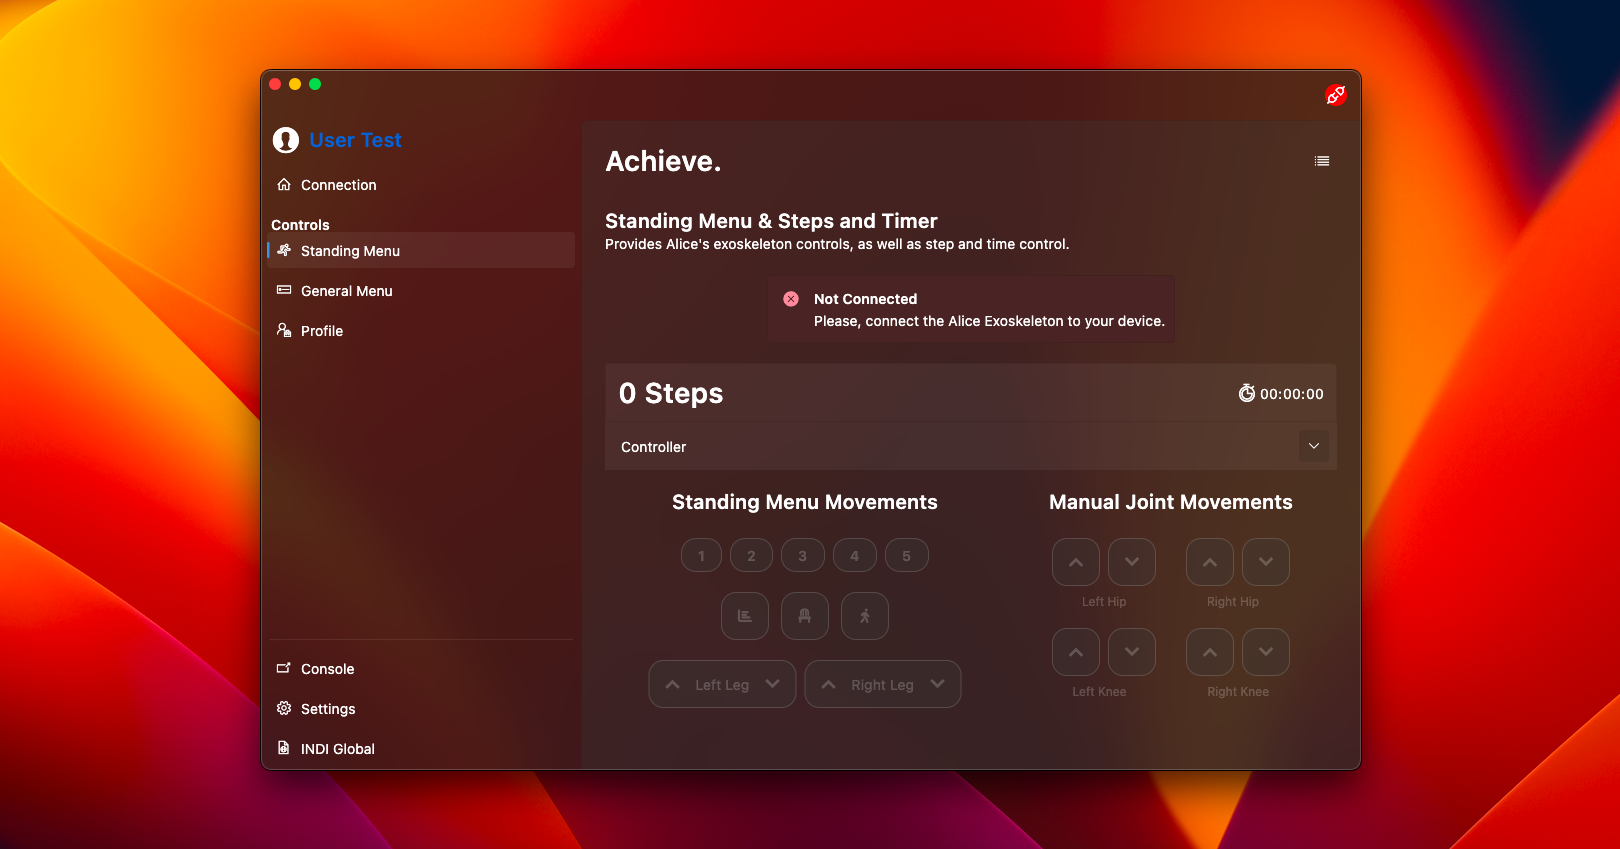 User Test
Connection
Controls
Standing Menu
General Menu
Profile
Console
Settings
INDI Global
Achieve.
Standing Menu & Steps and Timer
Provides Alice's exoskeleton controls, as well as step and time control.
Not Connected
Please, connect the Alice Exoskeleton to your device.
0 Steps
00:00:00
Controller
Standing Menu Movements
1 2 3 4 5
Left Leg Right Leg
Manual Joint Movements
Left Hip Right Hip
Left Knee Right Knee